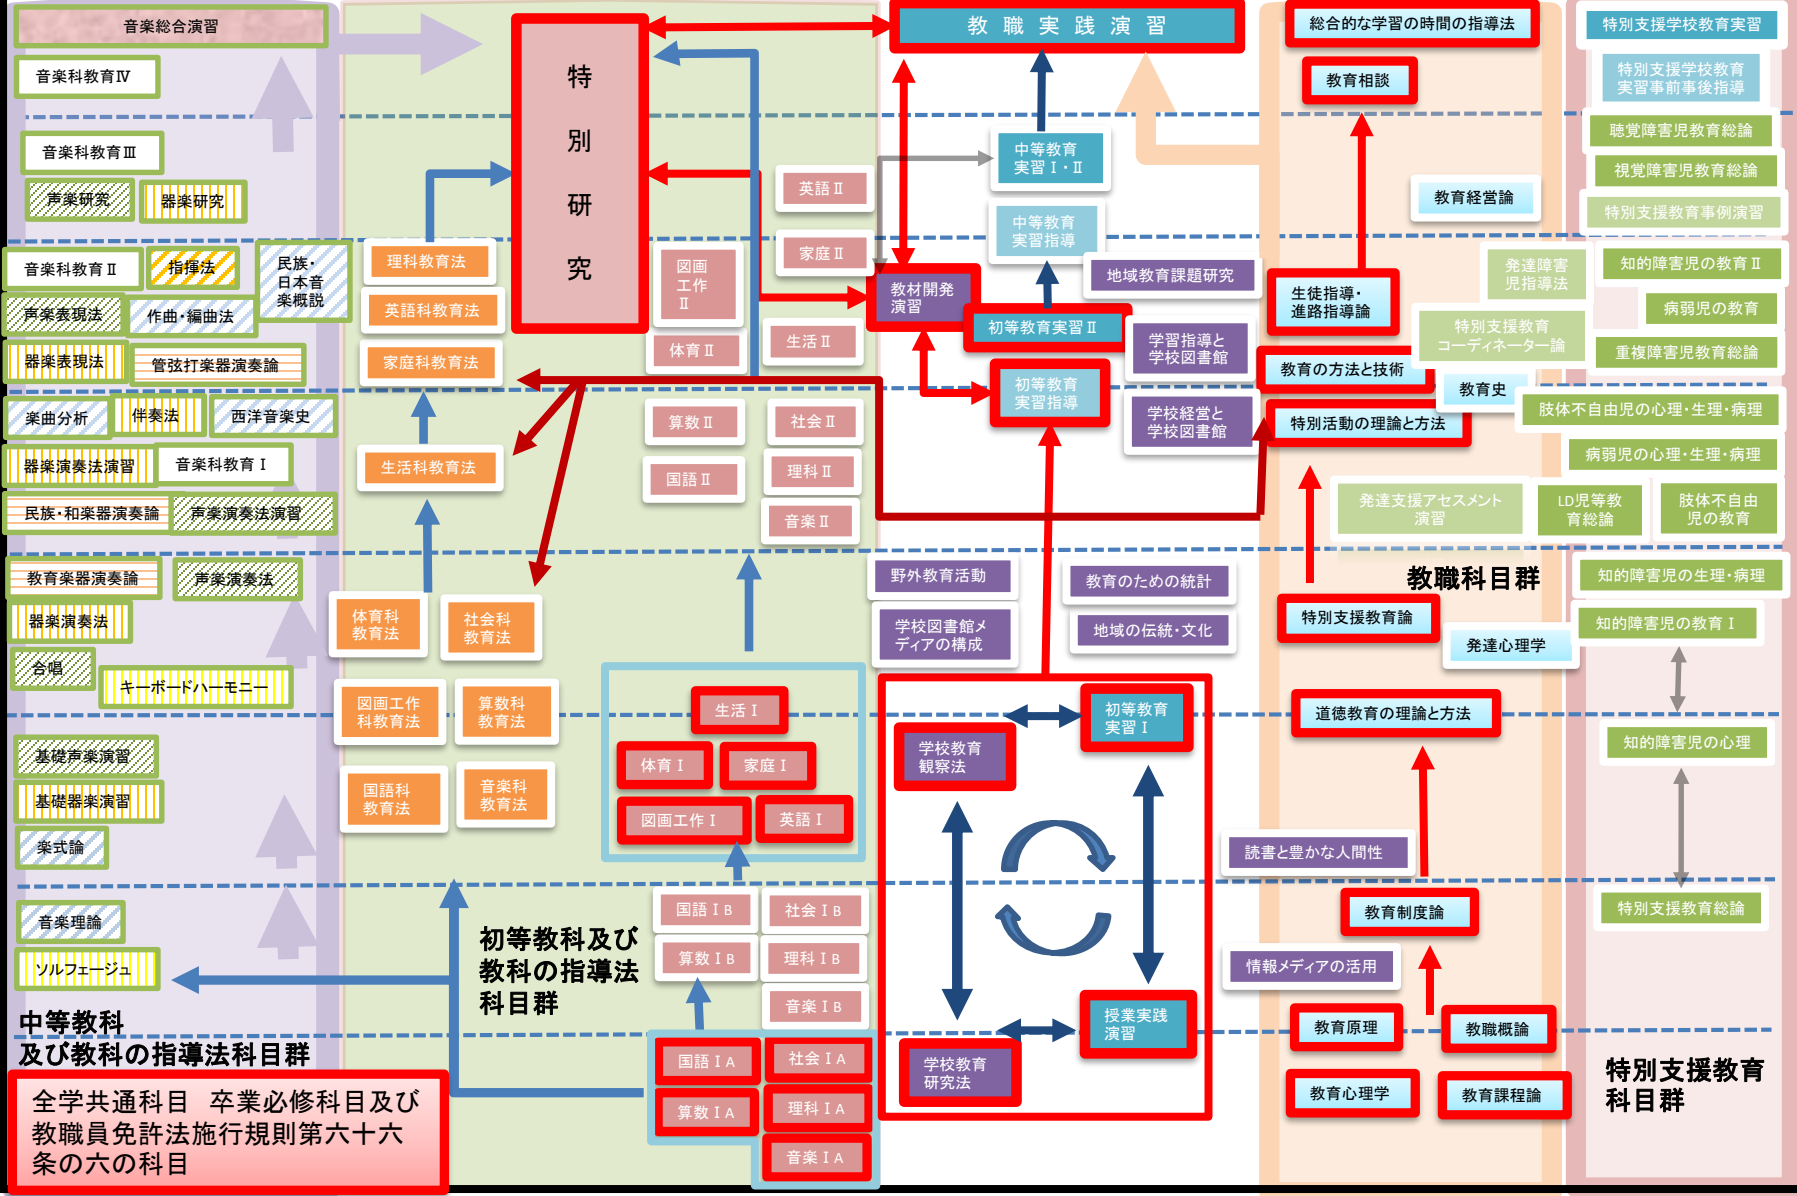 音楽総合演習
音楽科教育Ⅳ
音楽科教育Ⅲ
声楽研究
器楽研究
音楽科教育Ⅱ
指揮法
民族・
日本音
楽概説
声楽表現法
作曲・編曲法
器楽表現法
管弦打楽器演奏論
楽曲分析
伴奏法
西洋音楽史
器楽演奏法演習
音楽科教育Ⅰ
民族・和楽器演奏論
声楽演奏法演習
教育楽器演奏論
声楽演奏法
器楽演奏法
合唱
キーボードハーモニー
基礎声楽演習
基礎器楽演習
楽式論
音楽理論
ソルフェージュ
中等教科
及び教科の指導法科目群
全学共通科目　卒業必修科目及び
教職員免許法施行規則第六十六
条の六の科目
特
別
研
究
理科教育法
英語科教育法
家庭科教育法
生活科教育法
体育科
教育法
社会科
教育法
図画工作
科教育法
算数科
教育法
国語科
教育法
音楽科
教育法
初等教科及び
教科の指導法
科目群
英語Ⅱ
家庭Ⅱ
図画
工作
Ⅱ
体育Ⅱ
生活Ⅱ
算数Ⅱ
社会Ⅱ
国語Ⅱ
理科Ⅱ
音楽Ⅱ
生活Ⅰ
体育Ⅰ
家庭Ⅰ
図画工作Ⅰ
英語Ⅰ
国語ⅠB
社会ⅠB
算数ⅠB
理科ⅠB
音楽ⅠB
国語ⅠA
社会ⅠA
算数ⅠA
理科ⅠA
音楽ⅠA
教職実践演習
中等教育
実習Ⅰ・Ⅱ
中等教育
実習指導
教材開発
演習
初等教育実習Ⅱ
地域教育課題研究
学習指導と
学校図書館
初等教育
実習指導
学校経営と
学校図書館
野外教育活動
教育のための統計
学校図書館メ
ディアの構成
地域の伝統・文化
初等教育
実習Ⅰ
学校教育
観察法
授業実践
演習
学校教育
研究法
読書と豊かな人間性
情報メディアの活用
総合的な学習の時間の指導法
教育相談
教育経営論
生徒指導・
進路指導論
教育の方法と技術
教育史
特別活動の理論と方法
教職科目群
特別支援教育論
発達心理学
道徳教育の理論と方法
教育制度論
教育原理
教職概論
教育心理学
教育課程論
特別支援学校教育実習
特別支援学校教育
実習事前事後指導
聴覚障害児教育総論
視覚障害児教育総論
特別支援教育事例演習
発達障害
児指導法
知的障害児の教育Ⅱ
病弱児の教育
特別支援教育
コーディネーター論
重複障害児教育総論
肢体不自由児の心理・生理・病理
病弱児の心理・生理・病理
発達支援アセスメント
演習
LD児等教
育総論
肢体不自由
児の教育
知的障害児の生理・病理
知的障害児の教育Ⅰ
知的障害児の心理
特別支援教育総論
特別支援教育
科目群